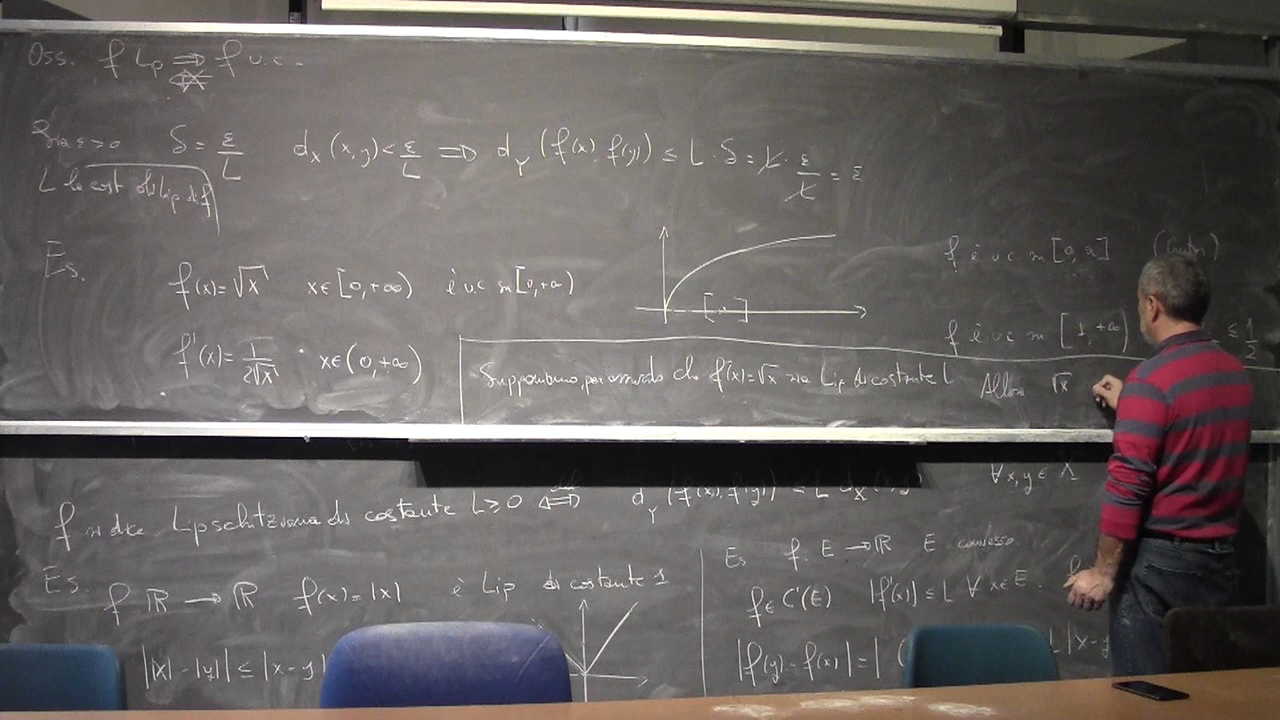 Oss. f Lip ⇒ f u.c.
⇍
Sia ε>0 δ = ε/L d_X(x,y) < ε/L ⇒ d_Y(f(x), f(y)) ≤ L·δ = L· ε/L = ε
L la cost di Lip di f
Es.
f(x)=√x x∈[0,+∞) è u.c. in [0,+∞)
f'(x)= 1/(2√x) x∈(0,+∞)
f è u.c. in [0,a] (Cantor)
f è u.c. in [1,+∞) ≤ 1/2
Supponiamo, per assurdo che f(x)=√x sia Lip di costante L Allora √x
f si dice Lipschitziana di costante L≥0 ⇔ d_Y(f(x), f(y)) ≤ L d_X(x,y) ∀x,y∈X
Es. f: ℝ → ℝ f(x)=|x| è Lip di costante 1
||x|-|y|| ≤ |x-y|
Es f: E → ℝ E connesso
f∈C'(E) |f'(x)| ≤ L ∀x∈E.
|f(y)-f(x)| = | L|x-y